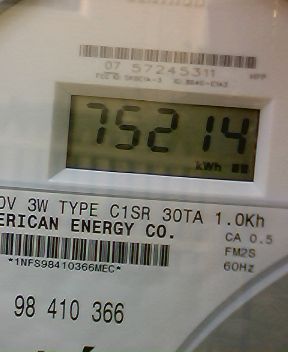 07 57245311
75214
kWh
0V 3W TYPE C1SR 30TA 1.0Kh
ERICAN ENERGY CO.
CA 0.5
FM2S
60Hz
*1NFS98410366MEC*
98 410 366